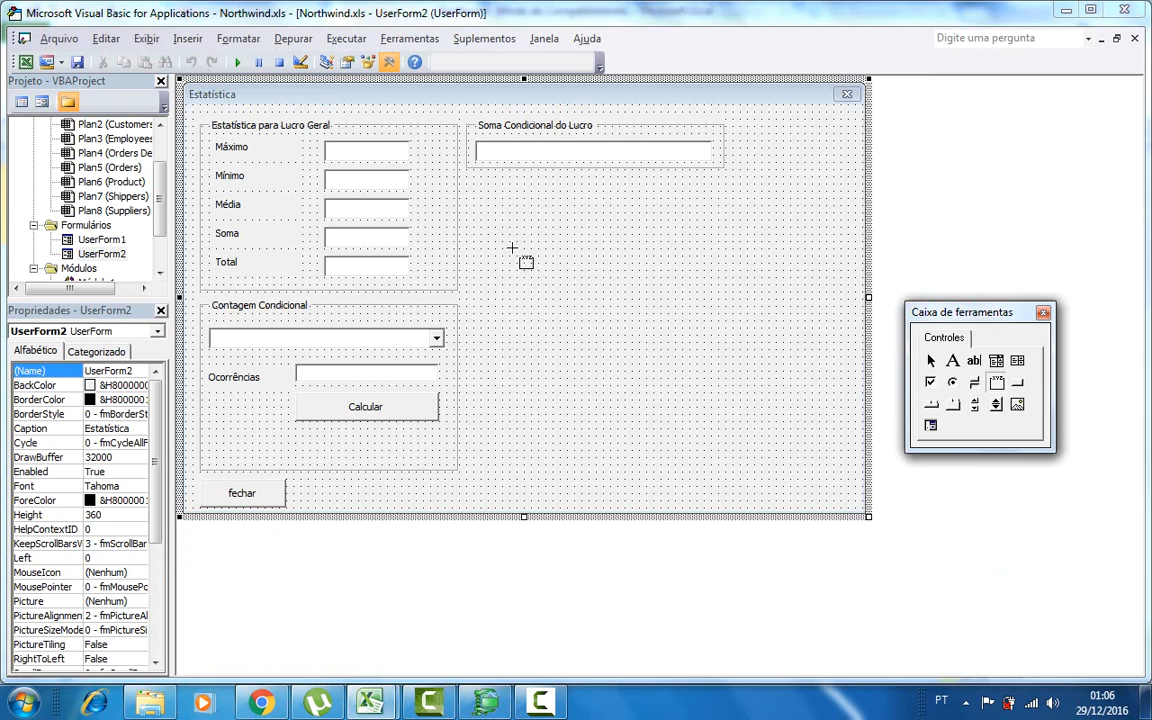 Microsoft Visual Basic for Applications - Northwind.xls - [Northwind.xls - UserForm2 (UserForm)]
Arquivo Editar Exibir Inserir Formatar Depurar Executar Ferramentas Suplementos Janela Ajuda
Digite uma pergunta
Projeto - VBAProject
Plan2 (Customers
Plan3 (Employees
Plan4 (Orders De
Plan5 (Orders)
Plan6 (Product)
Plan7 (Shippers)
Plan8 (Suppliers)
Formulários
UserForm1
UserForm2
Módulos
Propriedades - UserForm2
UserForm2 UserForm
Alfabético Categorizado
(Name) UserForm2
BackColor &H8000000
BorderColor &H8000001
BorderStyle 0 - fmBorderSt
Caption Estatística
Cycle 0 - fmCycleAllF
DrawBuffer 32000
Enabled True
Font Tahoma
ForeColor &H8000001
Height 360
HelpContextID 0
KeepScrollBarsV 3 - fmScrollBar
Left 0
MouseIcon (Nenhum)
MousePointer 0 - fmMousePo
Picture (Nenhum)
PictureAlignmen 2 - fmPictureAl
PictureSizeMode 0 - fmPictureSi
PictureTiling False
RightToLeft False
Estatística
Estatística para Lucro Geral
Máximo
Mínimo
Média
Soma
Total
Soma Condicional do Lucro
Contagem Condicional
Ocorrências
Calcular
fechar
Caixa de ferramentas
Controles
A ab|
XYZ
PT
01:06
29/12/2016